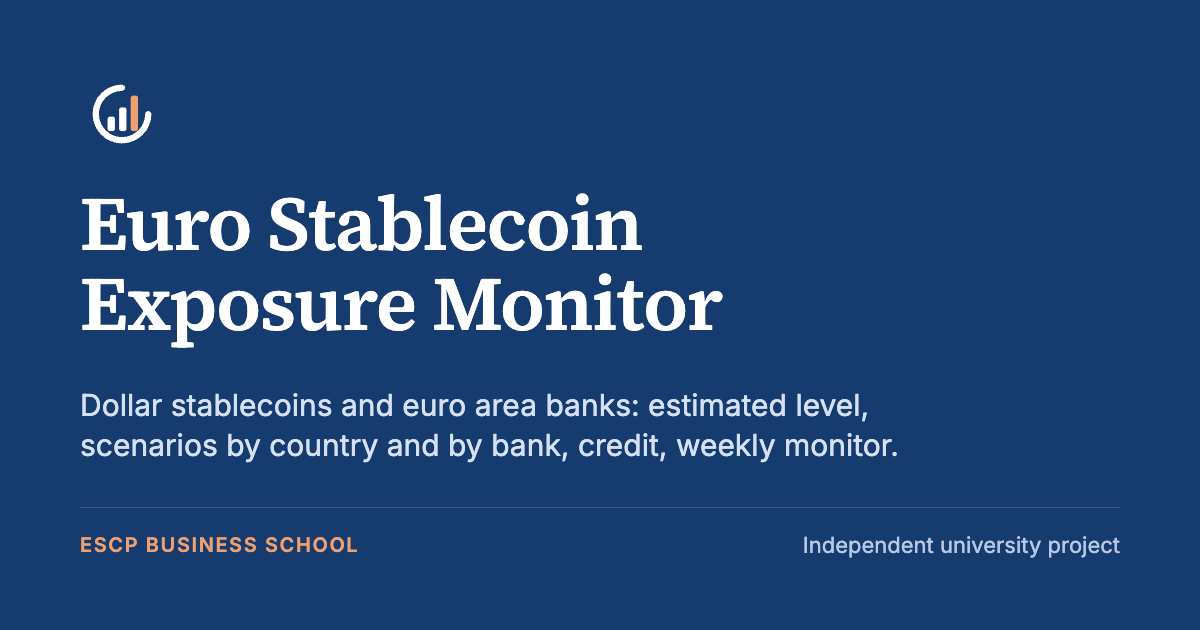 Euro Stablecoin
Exposure Monitor
Dollar stablecoins and euro area banks: estimated level,
scenarios by country and by bank, credit, weekly monitor.
ESCP BUSINESS SCHOOL
Independent university project